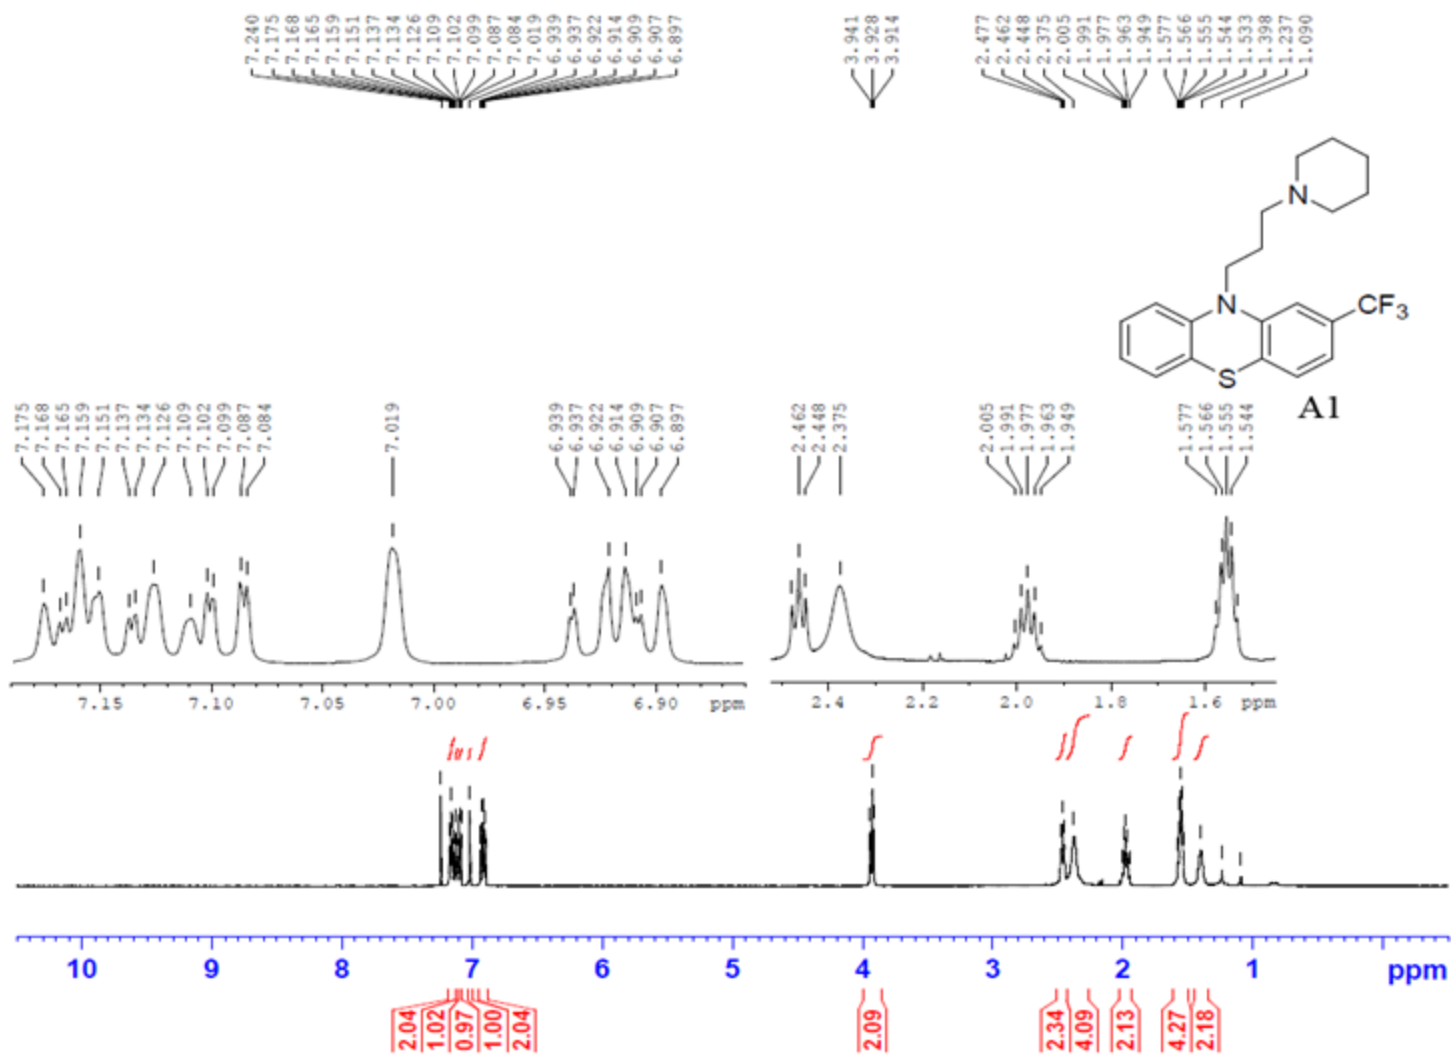 7.240 7.175 7.168 7.165 7.159 7.151 7.137 7.134 7.126 7.109 7.102 7.099 7.087 7.084 7.019 6.939 6.937 6.922 6.914 6.909 6.907 6.897
3.941 3.928 3.914
2.477 2.462 2.448 2.375 2.005 1.991 1.977 1.963 1.949 1.577 1.566 1.555 1.544 1.533 1.398 1.237 1.090
N
N
CF3
S
A1
7.175 7.168 7.165 7.159 7.151 7.137 7.134 7.126 7.109 7.102 7.099 7.087 7.084 7.019 6.939 6.937 6.922 6.914 6.909 6.907 6.897
2.462 2.448 2.375 2.005 1.991 1.977 1.963 1.949 1.577 1.566 1.555 1.544
7.15 7.10 7.05 7.00 6.95 6.90 ppm
2.4 2.2 2.0 1.8 1.6 ppm
10 9 8 7 6 5 4 3 2 1 ppm
2.04 1.02 0.97 1.00 2.04 2.09 2.34 4.09 2.13 4.27 2.18